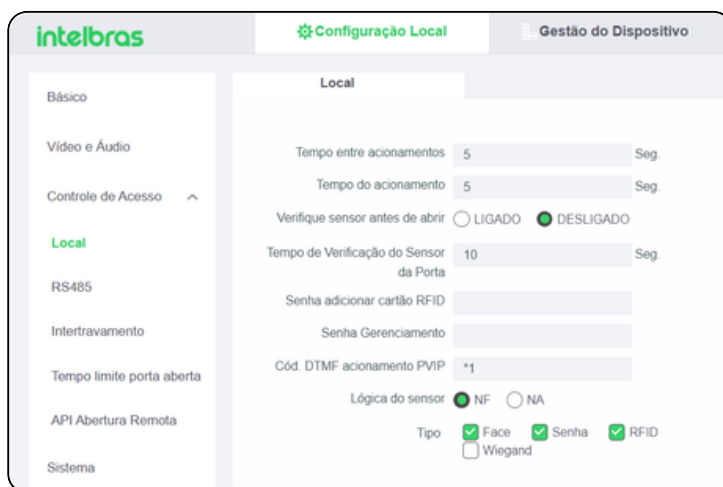 intelbras
Configuração Local
Gestão do Dispositivo
Básico
Vídeo e Áudio
Controle de Acesso
Local
RS485
Intertravamento
Tempo limite porta aberta
API Abertura Remota
Sistema
Local
Tempo entre acionamentos 5 Seg.
Tempo do acionamento 5 Seg.
Verifique sensor antes de abrir LIGADO DESLIGADO
Tempo de Verificação do Sensor 10 Seg.
da Porta
Senha adicionar cartão RFID
Senha Gerenciamento
Cód. DTMF acionamento PVIP *1
Lógica do sensor NF NA
Tipo Face Senha RFID
Wiegand